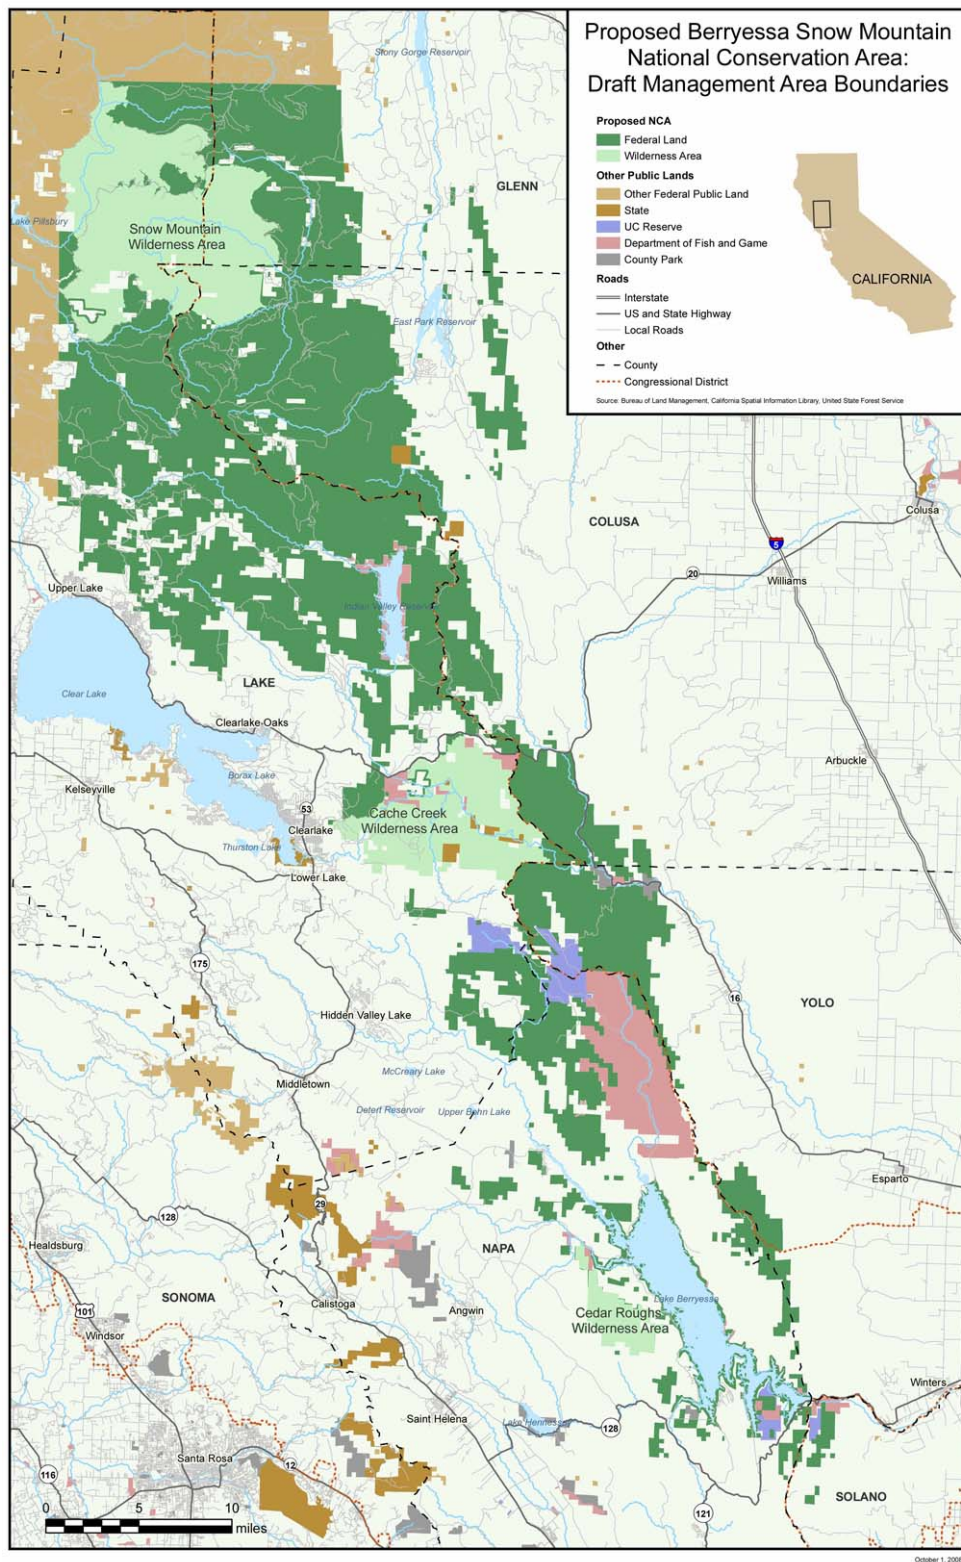 Proposed Berryessa Snow Mountain
National Conservation Area:
Draft Management Area Boundaries
Proposed NCA
Federal Land
Wilderness Area
Other Public Lands
Other Federal Public Land
State
UC Reserve
Department of Fish and Game
County Park
Roads
Interstate
US and State Highway
Local Roads
Other
County
Congressional District
Source: Bureau of Land Management, California Spatial Information Library, United State Forest Service
CALIFORNIA
Stony Gorge Reservoir
GLENN
Lake Pillsbury
Snow Mountain
Wilderness Area
East Park Reservoir
Colusa
COLUSA
5
20
Williams
Upper Lake
Indian Valley Reservoir
LAKE
Clear Lake
Clearlake Oaks
Arbuckle
Borax Lake
Kelseyville
53
Cache Creek
Wilderness Area
Clearlake
Thurston Lake
Lower Lake
175
16
YOLO
Hidden Valley Lake
McCreary Lake
Middletown
Detert Reservoir
Upper Bohn Lake
Esparto
29
128
Healdsburg
NAPA
SONOMA
Calistoga
Lake Berryessa
101
Angwin
Cedar Roughs
Wilderness Area
Windsor
Winters
Saint Helena
Lake Hennessey
128
Santa Rosa
12
116
SOLANO
121
0
5
10
miles
October 1, 2008